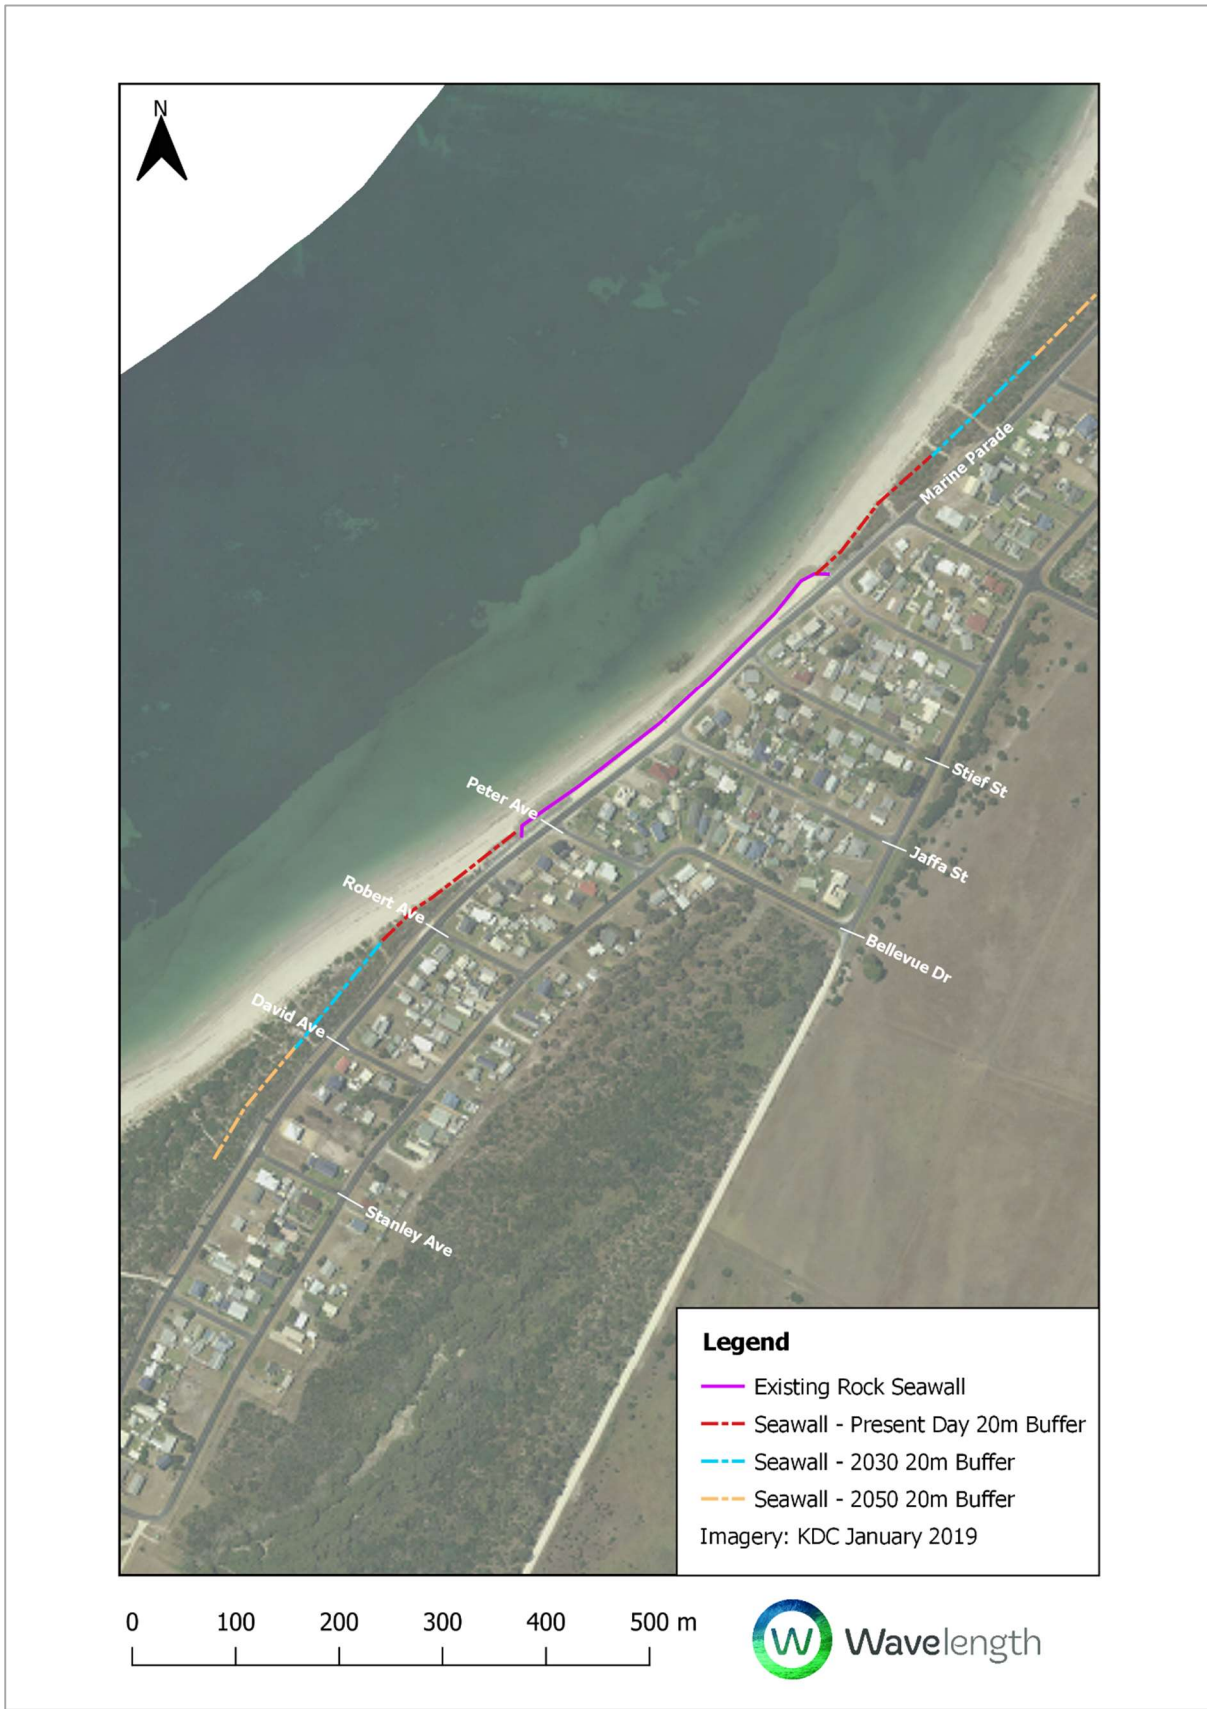 N
Marine Parade
Stief St
Peter Ave
Jaffa St
Robert Ave
Bellevue Dr
David Ave
Stanley Ave
Legend
Existing Rock Seawall
Seawall - Present Day 20m Buffer
Seawall - 2030 20m Buffer
Seawall - 2050 20m Buffer
Imagery: KDC January 2019
0 100 200 300 400 500 m
W Wavelength